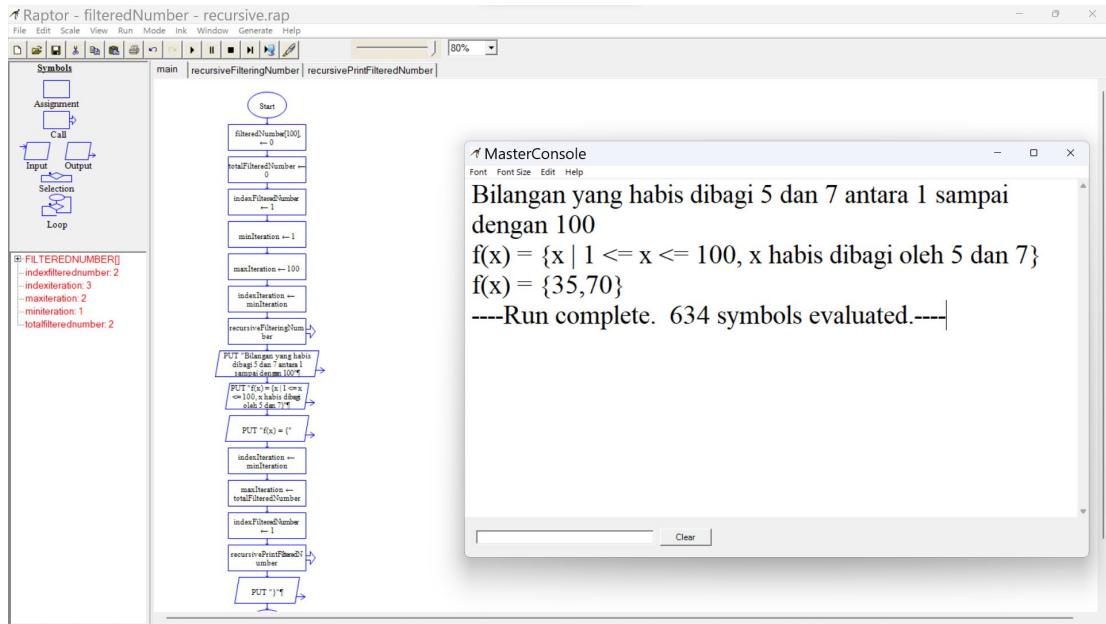 Raptor - filteredNumber - recursive.rap
File Edit Scale View Run Mode Ink Window Generate Help
80%
Symbols
Assignment
Call
Input Output
Selection
Loop
FILTEREDNUMBER[]
indexfilterednumber: 2
indexiteration: 3
maxiteration: 2
miniteration: 1
totalfilterednumber: 2
main recursiveFilteringNumber recursivePrintFilteredNumber
Start
filteredNumber[100],
← 0
totalFilteredNumber ←
0
indexFilteredNumber
← 1
minIteration ← 1
maxIteration ← 100
indexIteration ←
minIteration
recursiveFilteringNum
ber
PUT "Bilangan yang habis
dibagi 5 dan 7 antara 1
sampai dengan 100"¶
PUT "f(x) = {x | 1 <= x
<= 100, x habis dibagi
oleh 5 dan 7}"¶
PUT "f(x) = {"
indexIteration ←
minIteration
maxIteration ←
totalFilteredNumber
indexFilteredNumber
← 1
recursivePrintFilteredN
umber
PUT "}"¶
MasterConsole
Font Font Size Edit Help
Bilangan yang habis dibagi 5 dan 7 antara 1 sampai
dengan 100
f(x) = {x | 1 <= x <= 100, x habis dibagi oleh 5 dan 7}
f(x) = {35,70}
----Run complete.  634 symbols evaluated.----
Clear